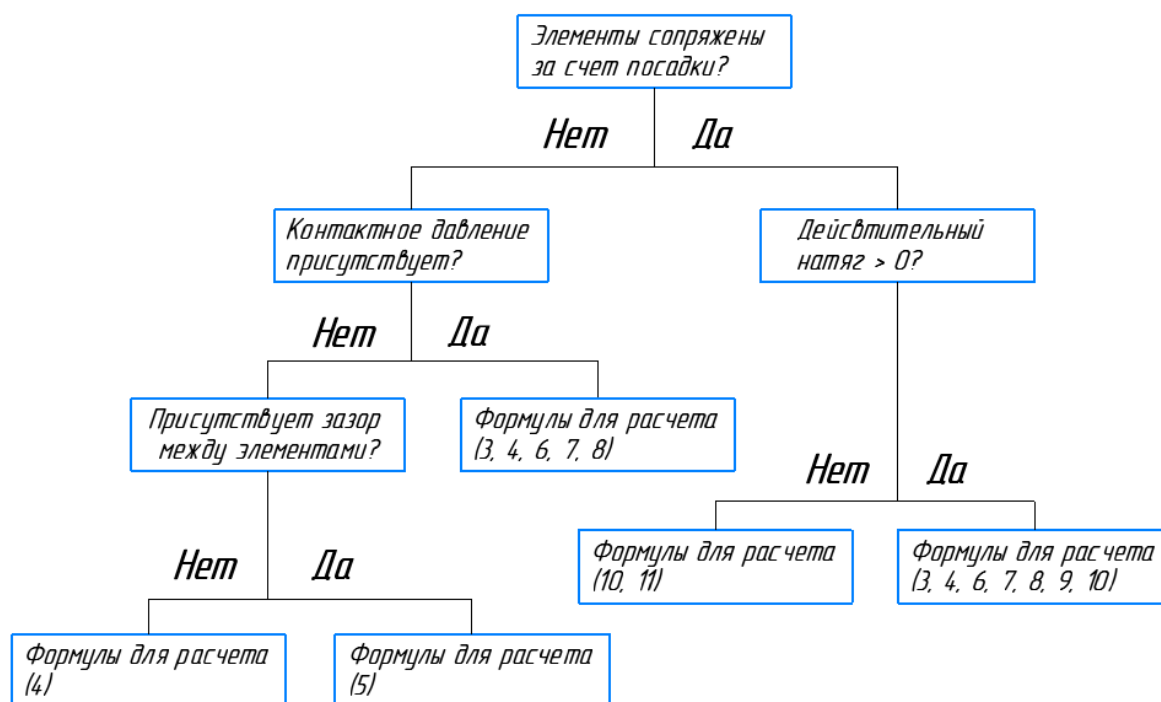 Элементы сопряжены
за счет посадки?
Нет
Да
Контактное давление
присутствует?
Дейсвтительный
натяг > 0?
Нет
Да
Присутствует зазор
между элементами?
Формулы для расчета
(3, 4, 6, 7, 8)
Нет
Да
Формулы для расчета
(10, 11)
Формулы для расчета
(3, 4, 6, 7, 8, 9, 10)
Нет
Да
Формулы для расчета
(4)
Формулы для расчета
(5)